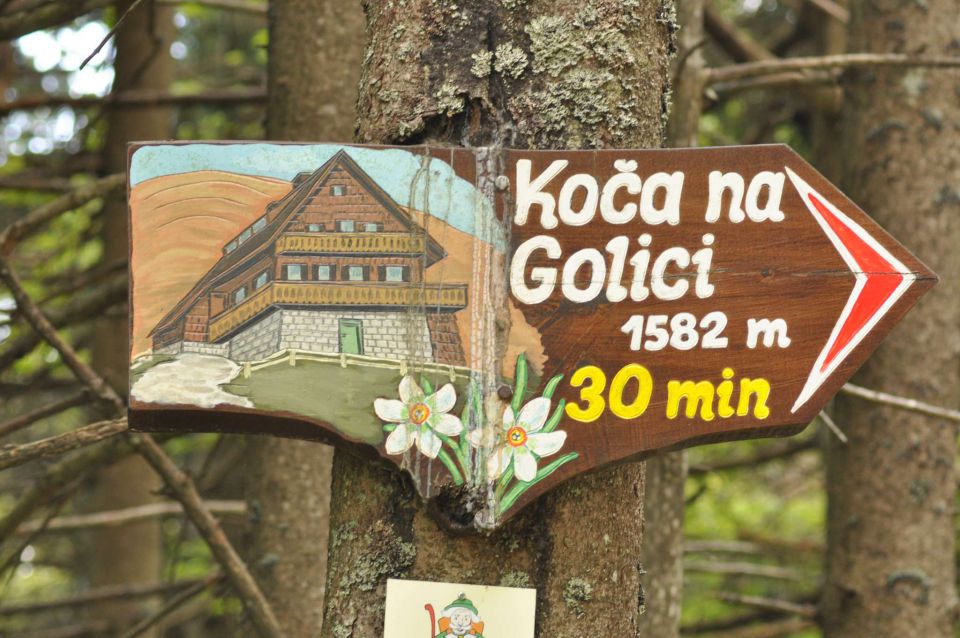 Koča na
Golici
1582 m
30 min